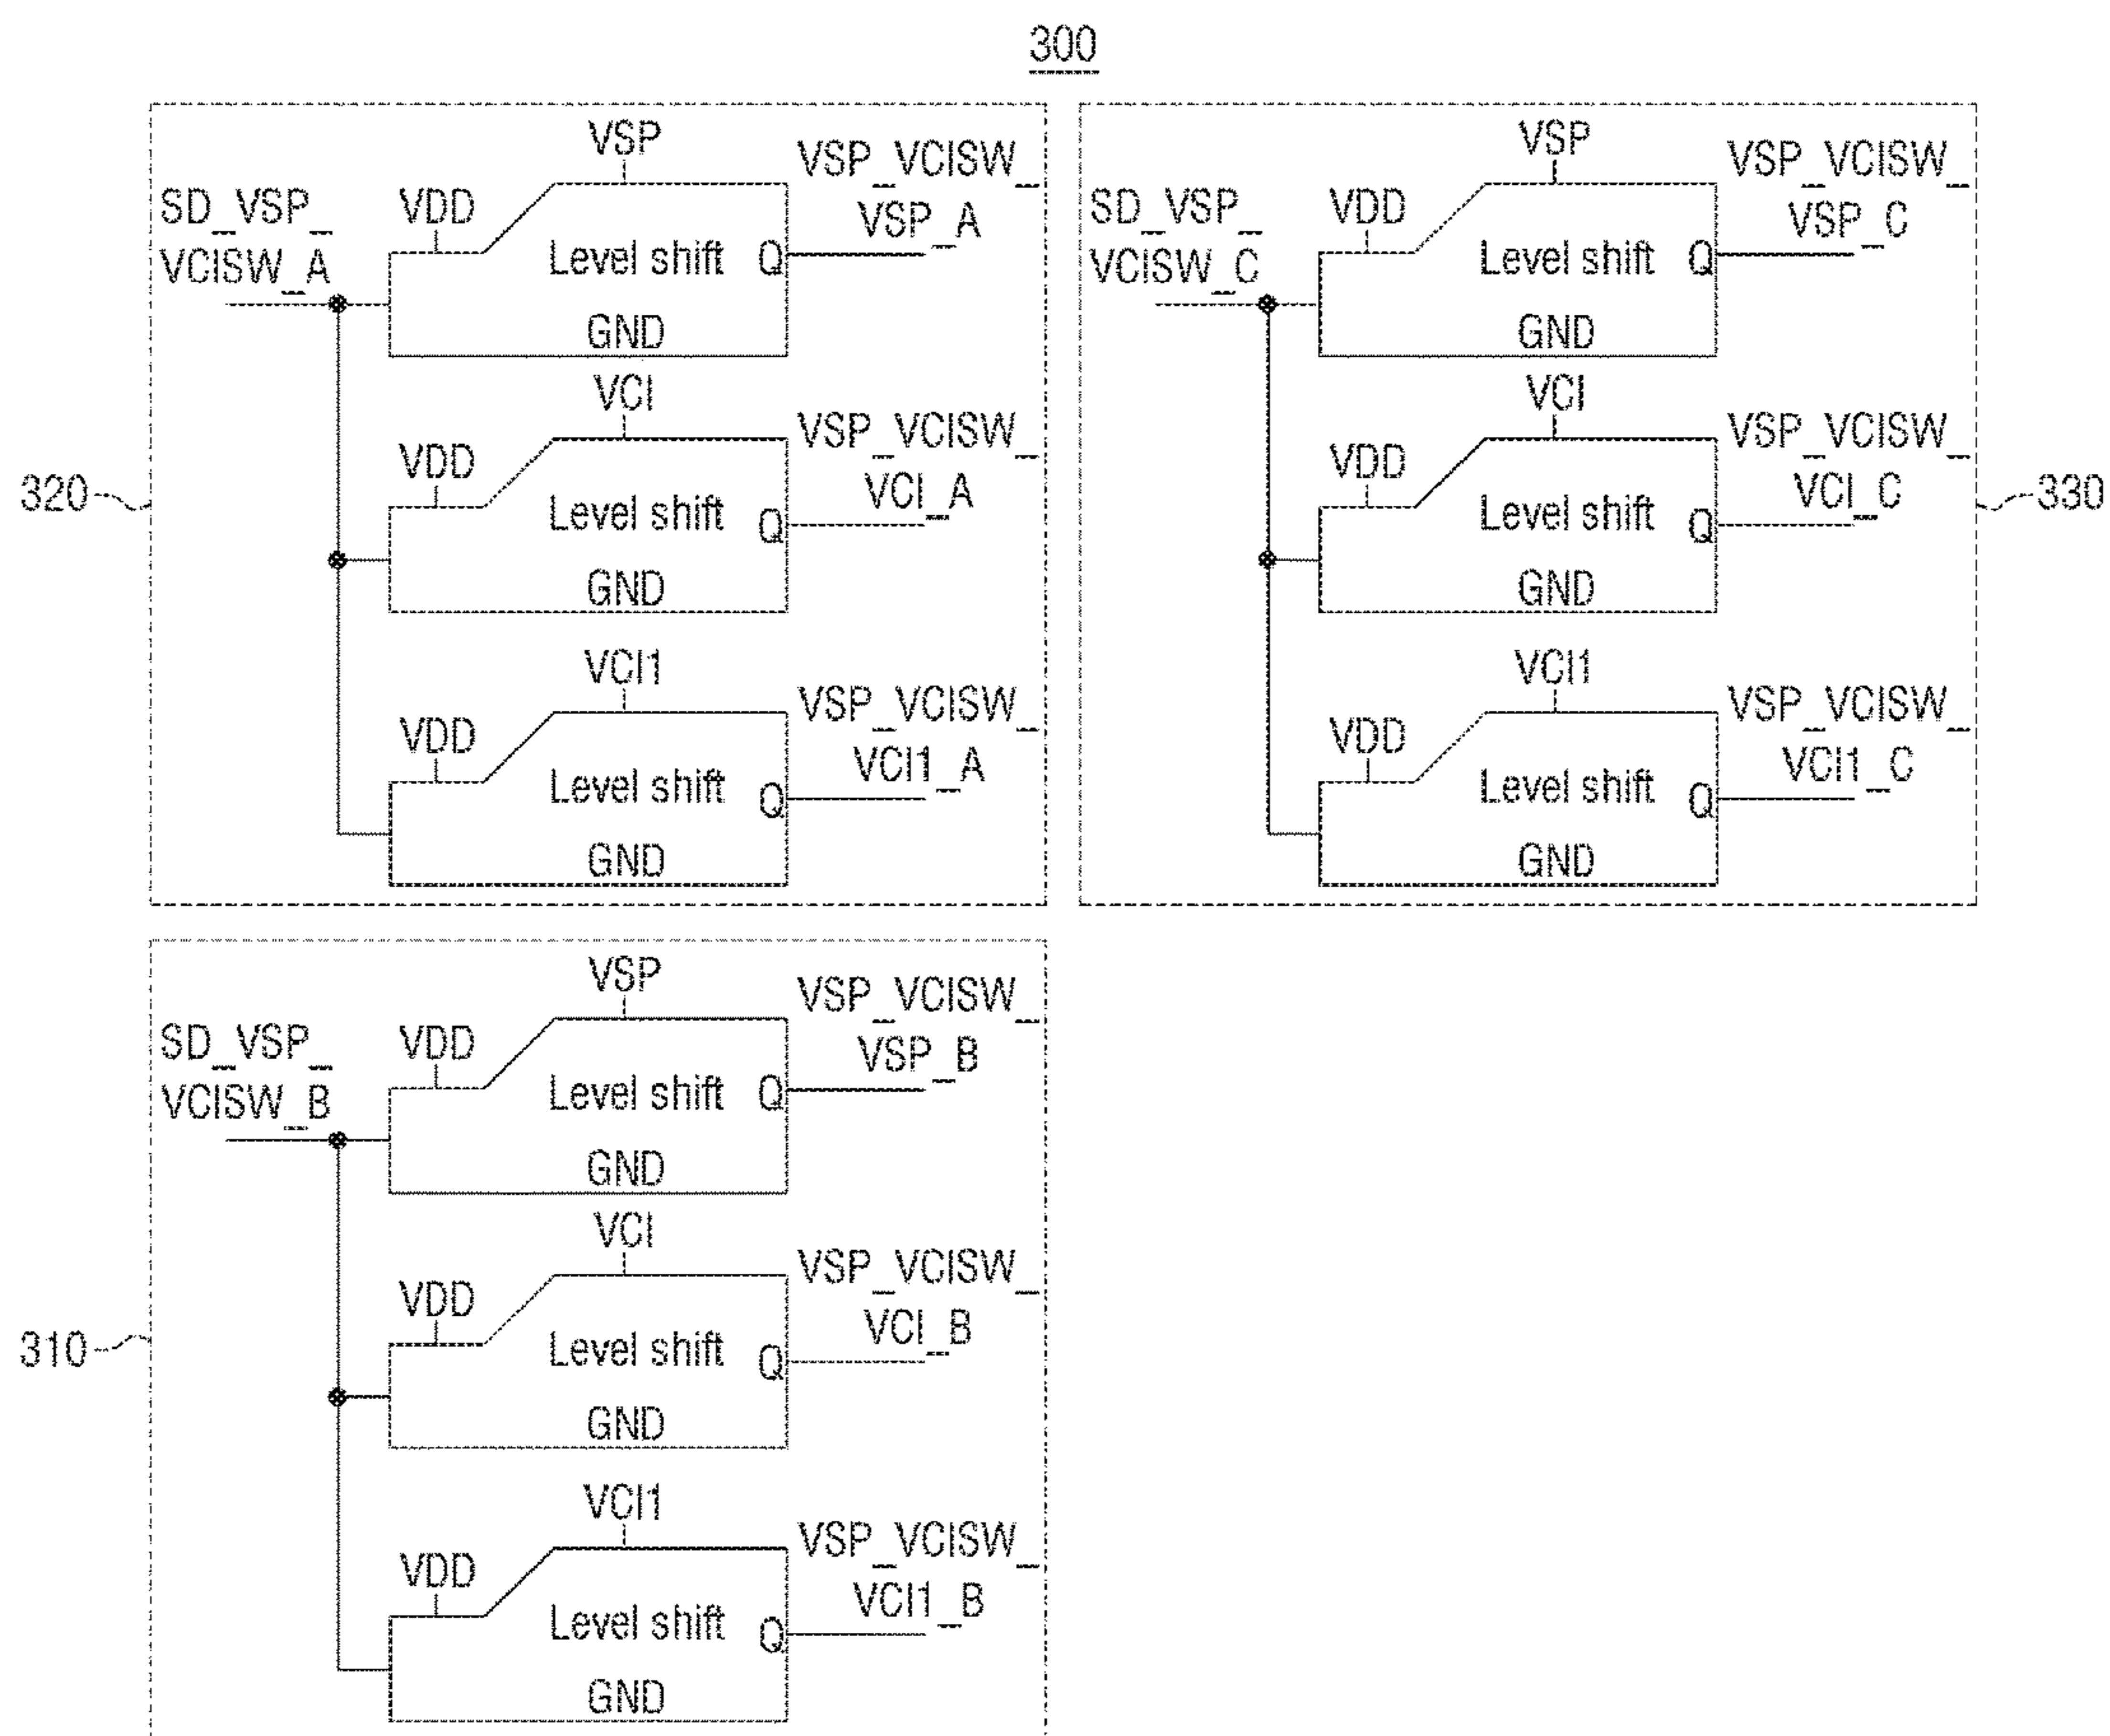 300
320
VSP
VSP_VCISW_
SD_VSP_
VDD
VSP_A
VCISW_A
Level shift
Q
GND
VCI
VSP_VCISW_
VDD
VCI_A
Level shift
Q
GND
VCI1
VSP_VCISW_
VDD
VCI1_A
Level shift
Q
GND
330
VSP
VSP_VCISW_
SD_VSP_
VDD
VSP_C
VCISW_C
Level shift
Q
GND
VCI
VSP_VCISW_
VDD
VCI_C
Level shift
Q
GND
VCI1
VSP_VCISW_
VDD
VCI1_C
Level shift
Q
GND
310
VSP
VSP_VCISW_
SD_VSP_
VDD
VSP_B
VCISW_B
Level shift
Q
GND
VCI
VSP_VCISW_
VDD
VCI_B
Level shift
Q
GND
VCI1
VSP_VCISW_
VDD
VCI1_B
Level shift
Q
GND